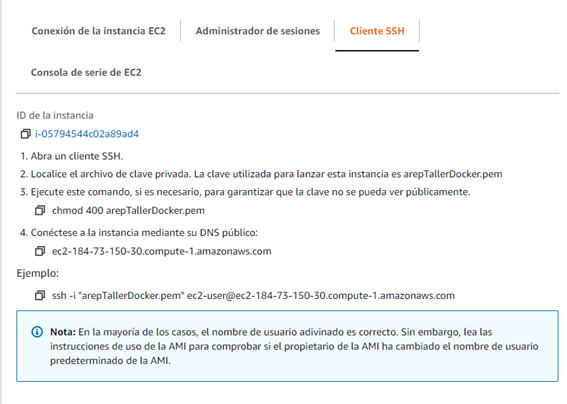 Conexión de la instancia EC2
Administrador de sesiones
Cliente SSH
Consola de serie de EC2
ID de la instancia
i-05794544c02a89ad4
1. Abra un cliente SSH.
2. Localice el archivo de clave privada. La clave utilizada para lanzar esta instancia es arepTallerDocker.pem
3. Ejecute este comando, si es necesario, para garantizar que la clave no se pueda ver públicamente.
chmod 400 arepTallerDocker.pem
4. Conéctese a la instancia mediante su DNS público:
ec2-184-73-150-30.compute-1.amazonaws.com
Ejemplo:
ssh -i "arepTallerDocker.pem" ec2-user@ec2-184-73-150-30.compute-1.amazonaws.com
Nota: En la mayoría de los casos, el nombre de usuario adivinado es correcto. Sin embargo, lea las
instrucciones de uso de la AMI para comprobar si el propietario de la AMI ha cambiado el nombre de usuario
predeterminado de la AMI.